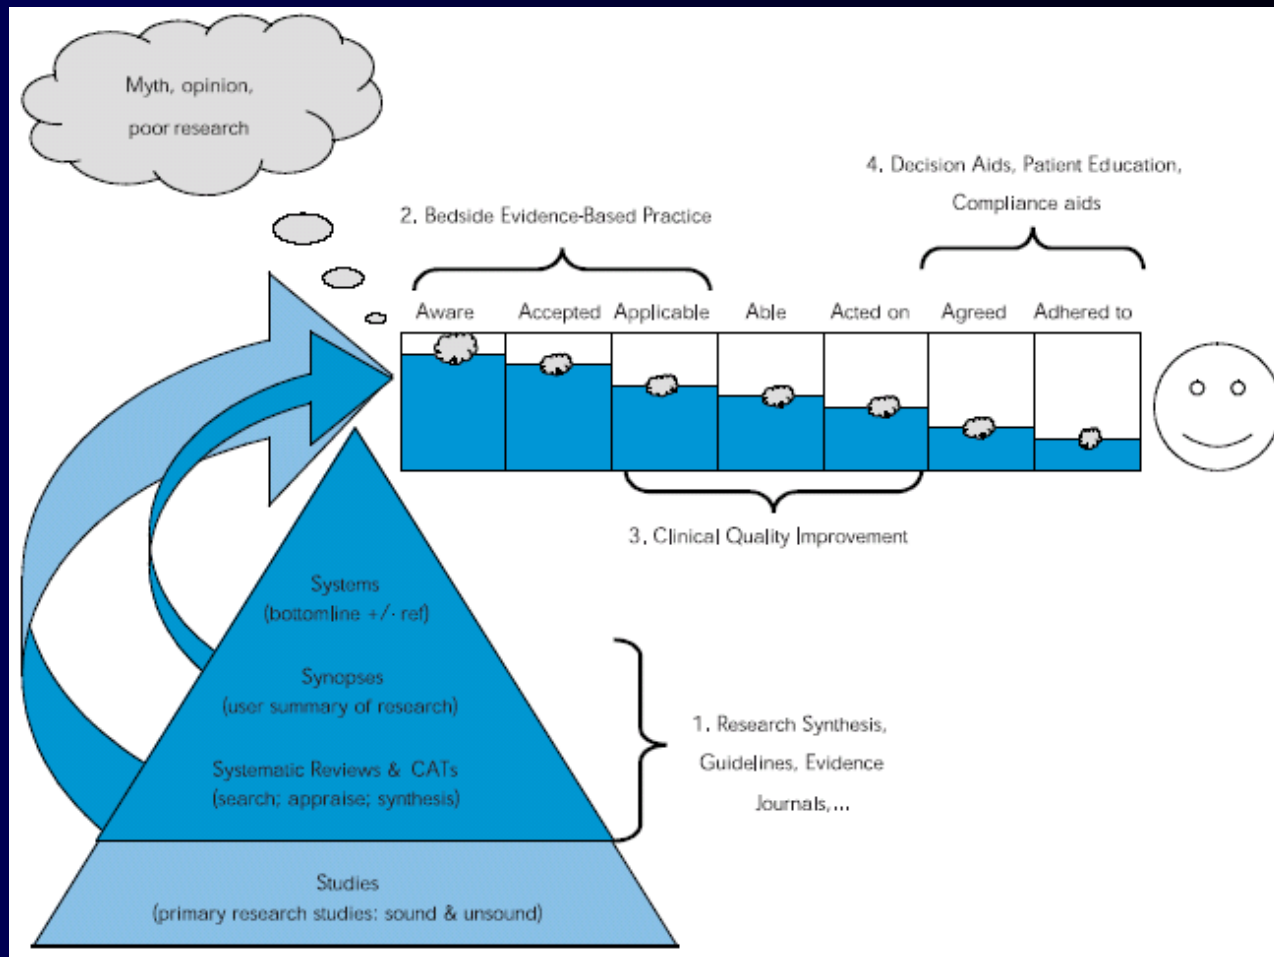 Myth, opinion,
poor research
4. Decision Aids, Patient Education,
Compliance aids
2. Bedside Evidence-Based Practice
Aware Accepted Applicable Able Acted on Agreed Adhered to
3. Clinical Quality Improvement
Systems
(bottomline +/- ref)
Synopses
(user summary of research)
Systematic Reviews & CATs
(search; appraise; synthesis)
1. Research Synthesis,
Guidelines, Evidence
Journals,...
Studies
(primary research studies: sound & unsound)